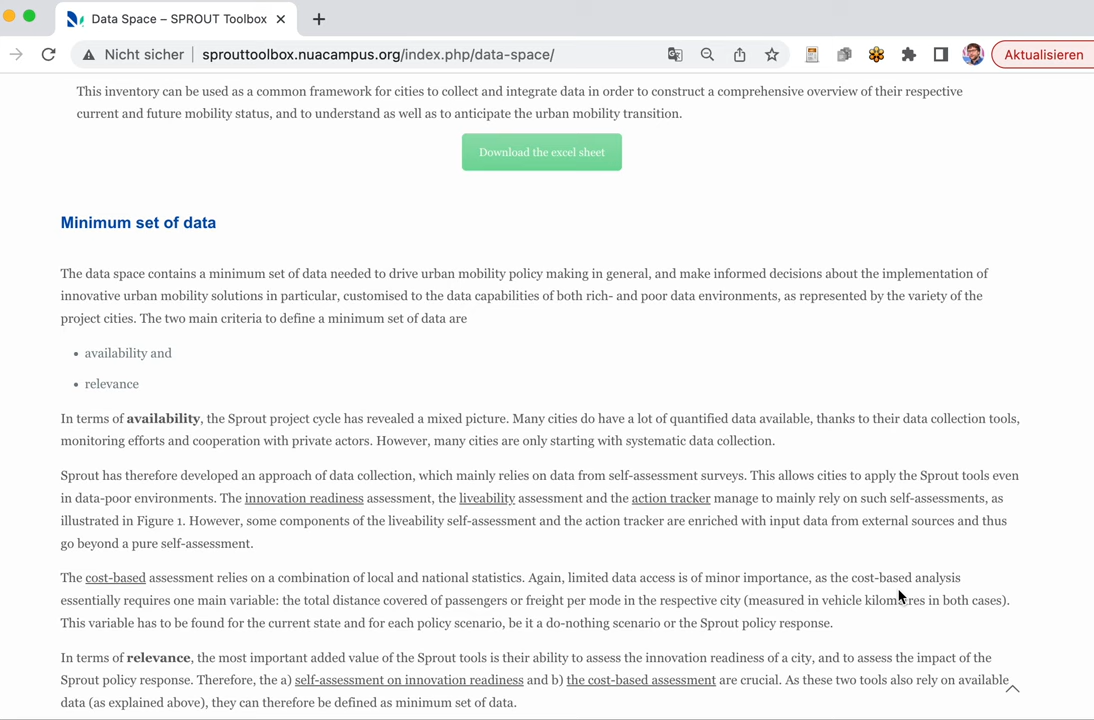 Data Space – SPROUT Toolbox
Nicht sicher
sprouttoolbox.nuacampus.org/index.php/data-space/
Aktualisieren
This inventory can be used as a common framework for cities to collect and integrate data in order to construct a comprehensive overview of their respective
current and future mobility status, and to understand as well as to anticipate the urban mobility transition.
Download the excel sheet
Minimum set of data
The data space contains a minimum set of data needed to drive urban mobility policy making in general, and make informed decisions about the implementation of
innovative urban mobility solutions in particular, customised to the data capabilities of both rich- and poor data environments, as represented by the variety of the
project cities. The two main criteria to define a minimum set of data are
• availability and
• relevance
In terms of availability, the Sprout project cycle has revealed a mixed picture. Many cities do have a lot of quantified data available, thanks to their data collection tools,
monitoring efforts and cooperation with private actors. However, many cities are only starting with systematic data collection.
Sprout has therefore developed an approach of data collection, which mainly relies on data from self-assessment surveys. This allows cities to apply the Sprout tools even
in data-poor environments. The innovation readiness assessment, the liveability assessment and the action tracker manage to mainly rely on such self-assessments, as
illustrated in Figure 1. However, some components of the liveability self-assessment and the action tracker are enriched with input data from external sources and thus
go beyond a pure self-assessment.
The cost-based assessment relies on a combination of local and national statistics. Again, limited data access is of minor importance, as the cost-based analysis
essentially requires one main variable: the total distance covered of passengers or freight per mode in the respective city (measured in vehicle kilometres in both cases).
This variable has to be found for the current state and for each policy scenario, be it a do-nothing scenario or the Sprout policy response.
In terms of relevance, the most important added value of the Sprout tools is their ability to assess the innovation readiness of a city, and to assess the impact of the
Sprout policy response. Therefore, the a) self-assessment on innovation readiness and b) the cost-based assessment are crucial. As these two tools also rely on available
data (as explained above), they can therefore be defined as minimum set of data.